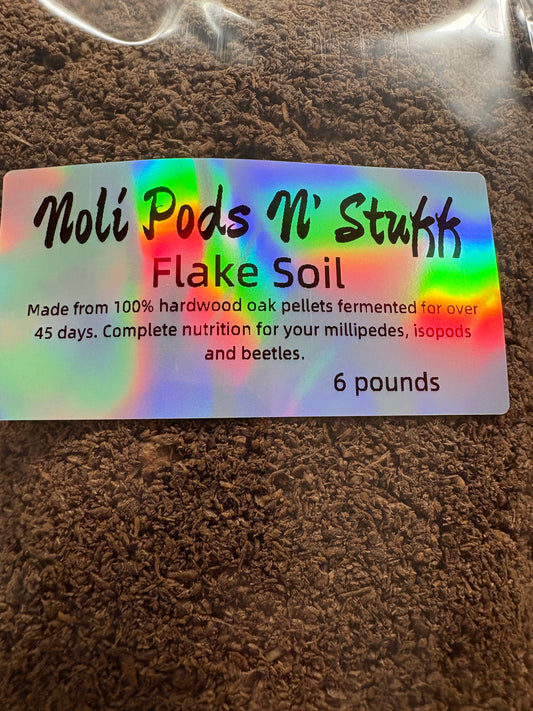 Noli Pods N' Stuff
Flake Soil
Made from 100% hardwood oak pellets fermented for over
45 days. Complete nutrition for your millipedes, isopods
and beetles.
6 pounds